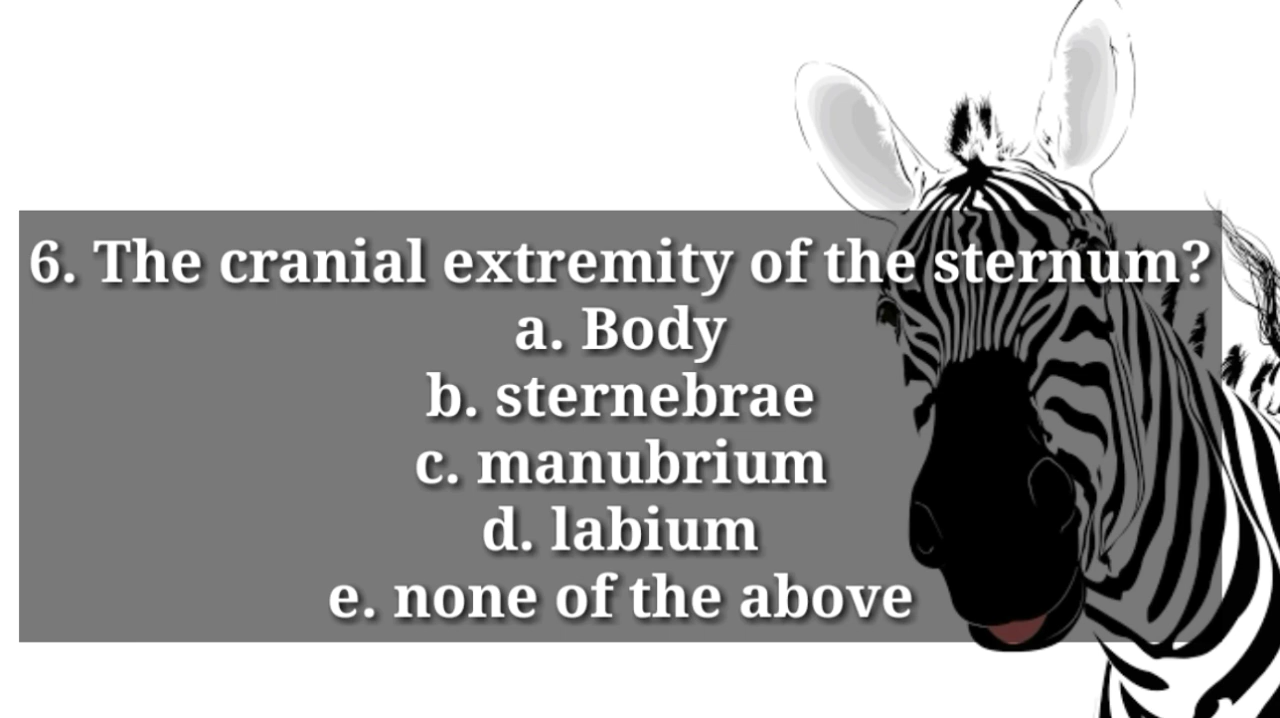 6. The cranial extremity of the sternum?
a. Body
b. sternebrae
c. manubrium
d. labium
e. none of the above